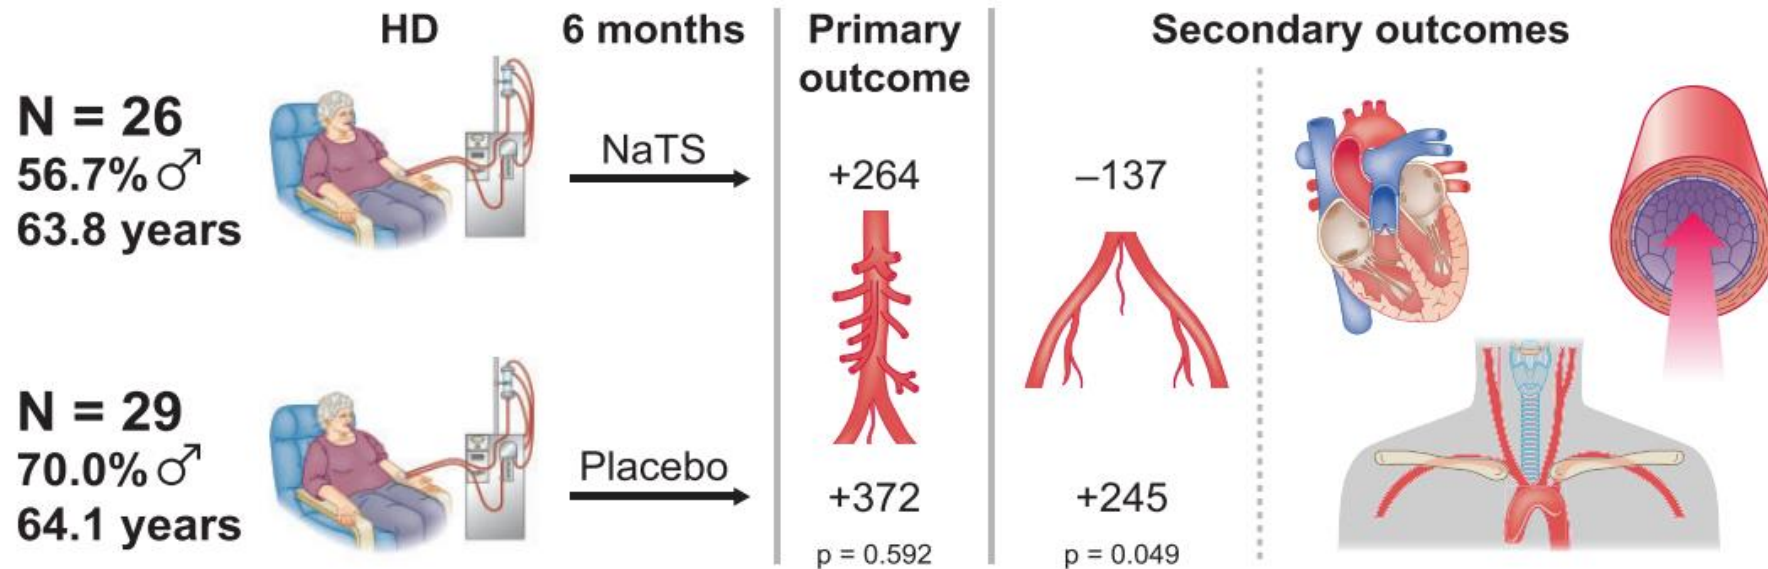 HD
6 months
Primary
outcome
Secondary outcomes
N = 26
56.7% ♂
63.8 years
NaTS
+264
–137
N = 29
70.0% ♂
64.1 years
Placebo
+372
+245
p = 0.592
p = 0.049